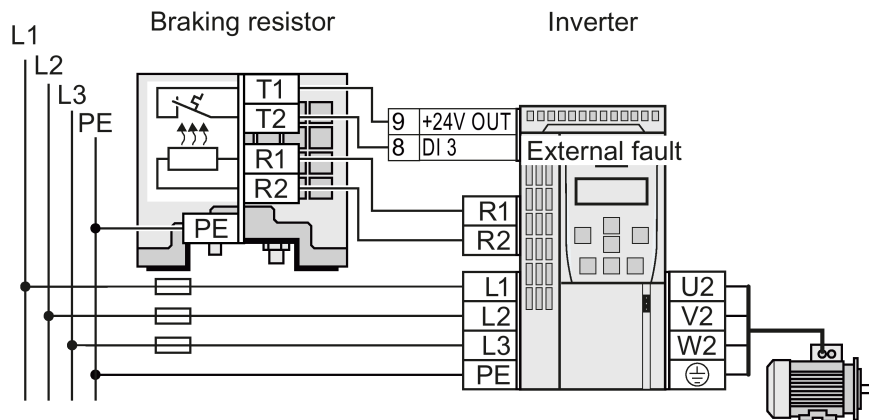 Braking resistor
Inverter
L1
L2
L3
PE
T1
T2
R1
R2
PE
9 +24V OUT
8 DI 3
External fault
R1
R2
L1
L2
L3
PE
U2
V2
W2